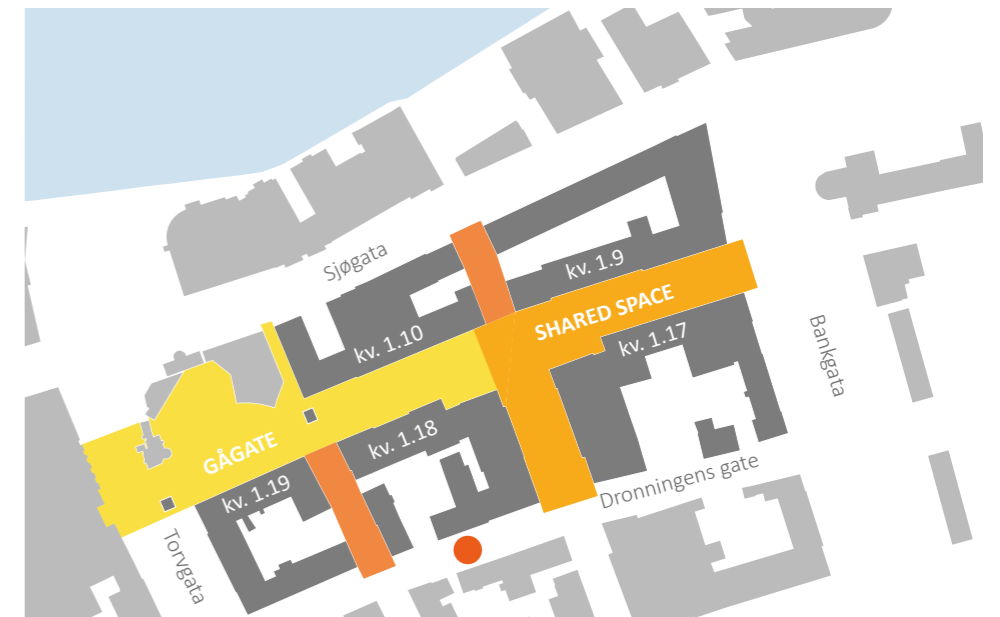 Sjøgata
kv. 1.9
SHARED SPACE
kv. 1.10
kv. 1.17
Bankgata
GÅGATE
kv. 1.18
kv. 1.19
Dronningens gate
Torvgata